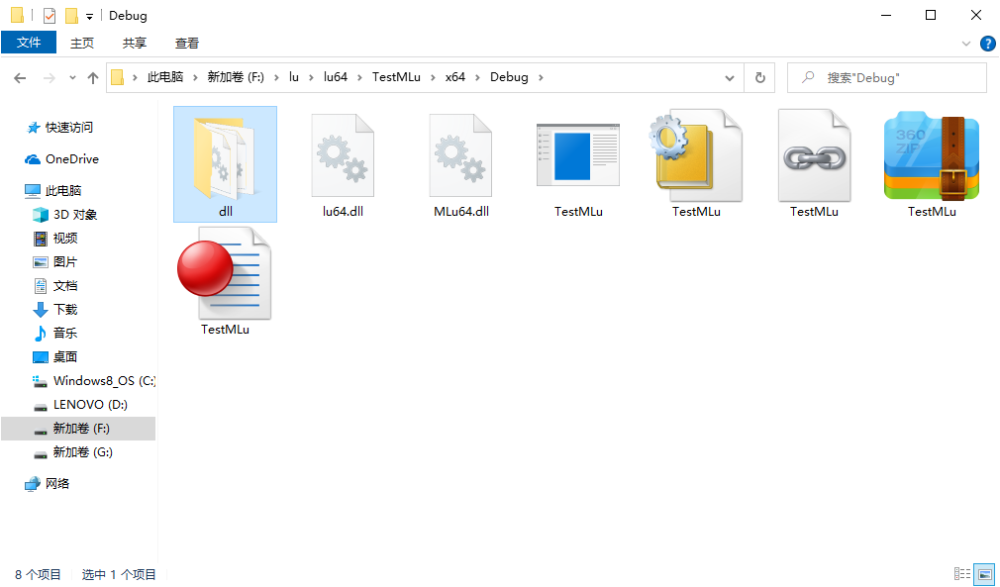 Debug
文件 主页 共享 查看
此电脑 新加卷 (F:) lu lu64 TestMLu x64 Debug
搜索"Debug"
快速访问
OneDrive
此电脑
3D 对象
视频
图片
文档
下载
音乐
桌面
Windows8_OS (C:)
LENOVO (D:)
新加卷 (F:)
新加卷 (G:)
网络
360
ZIP
dll lu64.dll MLu64.dll TestMLu TestMLu TestMLu TestMLu
TestMLu
8 个项目 选中 1 个项目